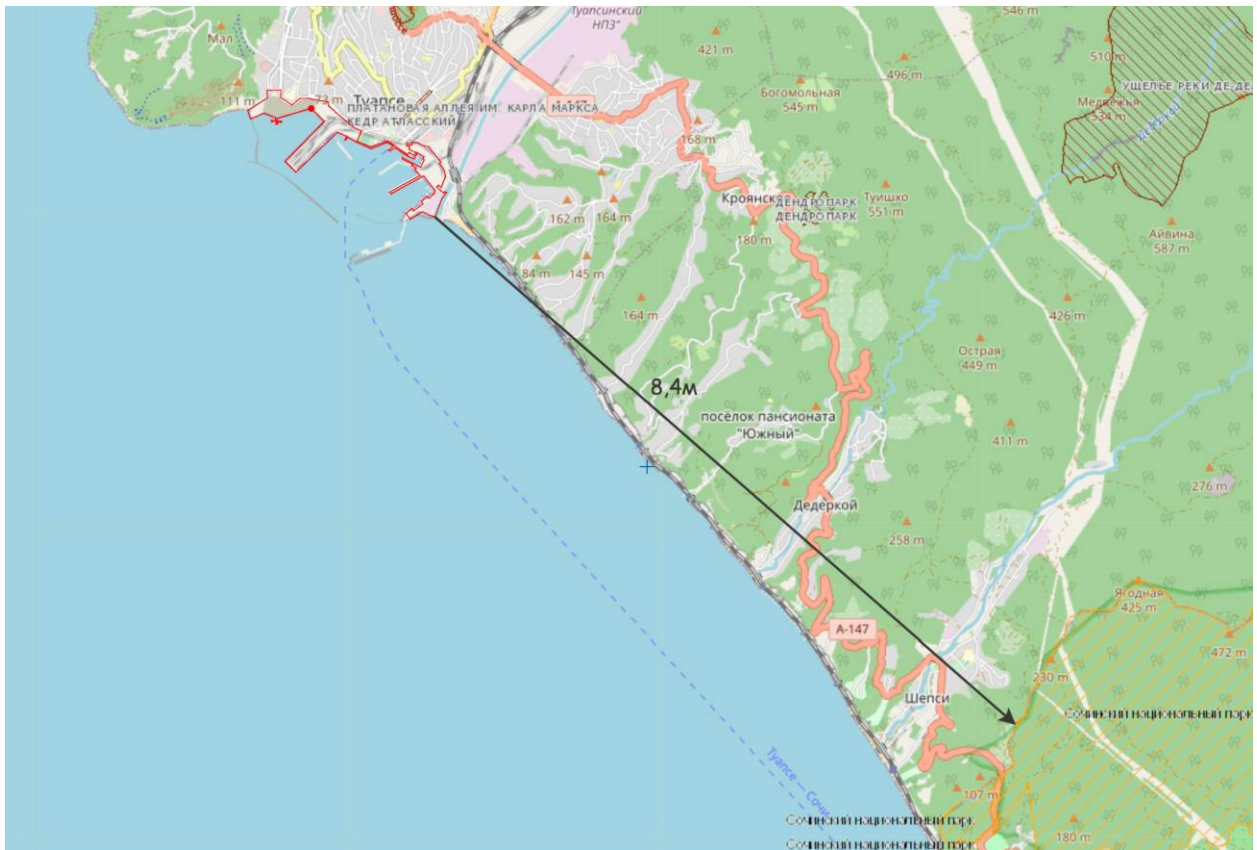 Туапсинский
НПЗ"
546 m
Мал
421 m
510 m
496 m
УЩЕЛЬЕ РЕКИ ДЕ-ДЕ
Богомольная
545 m
Медвежья
534 m
111 m
73 m
Туапсе
ПЛАТАНОВАЯ АЛЛЕЯ ИМ. КАРЛА МАРКСА
КЕДР АТЛАССКИЙ
168 m
Кроянское
ДЕНДРОПАРК
ДЕНДРОПАРК
Туишхо
551 m
162 m
164 m
180 m
Айвина
587 m
84 m
145 m
164 m
426 m
Острая
449 m
8,4м
посёлок пансионата
"Южный"
411 m
276 m
Дедеркой
258 m
Ягодная
425 m
А-147
472 m
230 m
Шепси
Сочинский национальный парк
Туапсе — Сочи
107 m
Сочинский национальный парк
180 m
Сочинский национальный парк